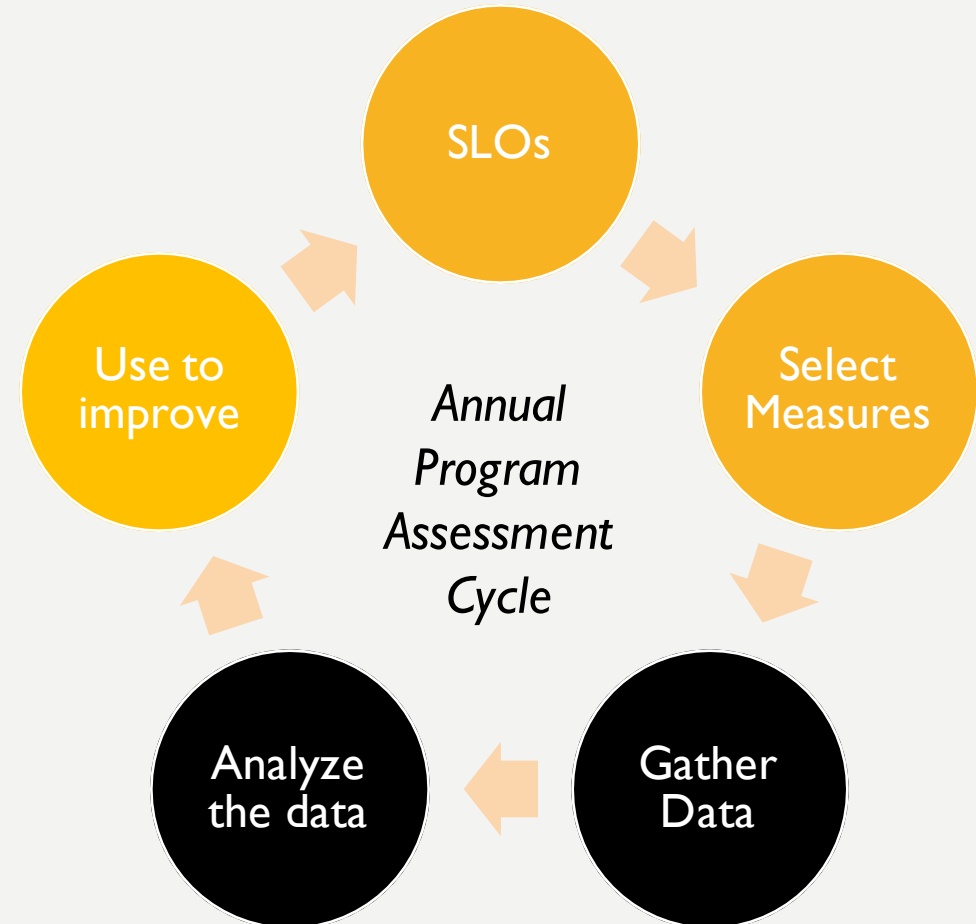 SLOs
Select
Measures
Gather
Data
Analyze
the data
Use to
improve
Annual
Program
Assessment
Cycle